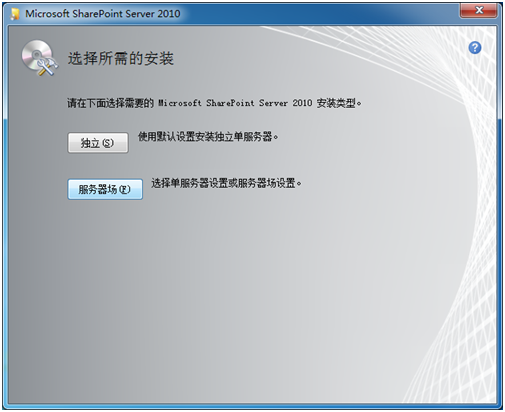 Microsoft SharePoint Server 2010
选择所需的安装
请在下面选择需要的 Microsoft SharePoint Server 2010 安装类型。
独立(S) 使用默认设置安装独立单服务器。
服务器场(F) 选择单服务器设置或服务器场设置。